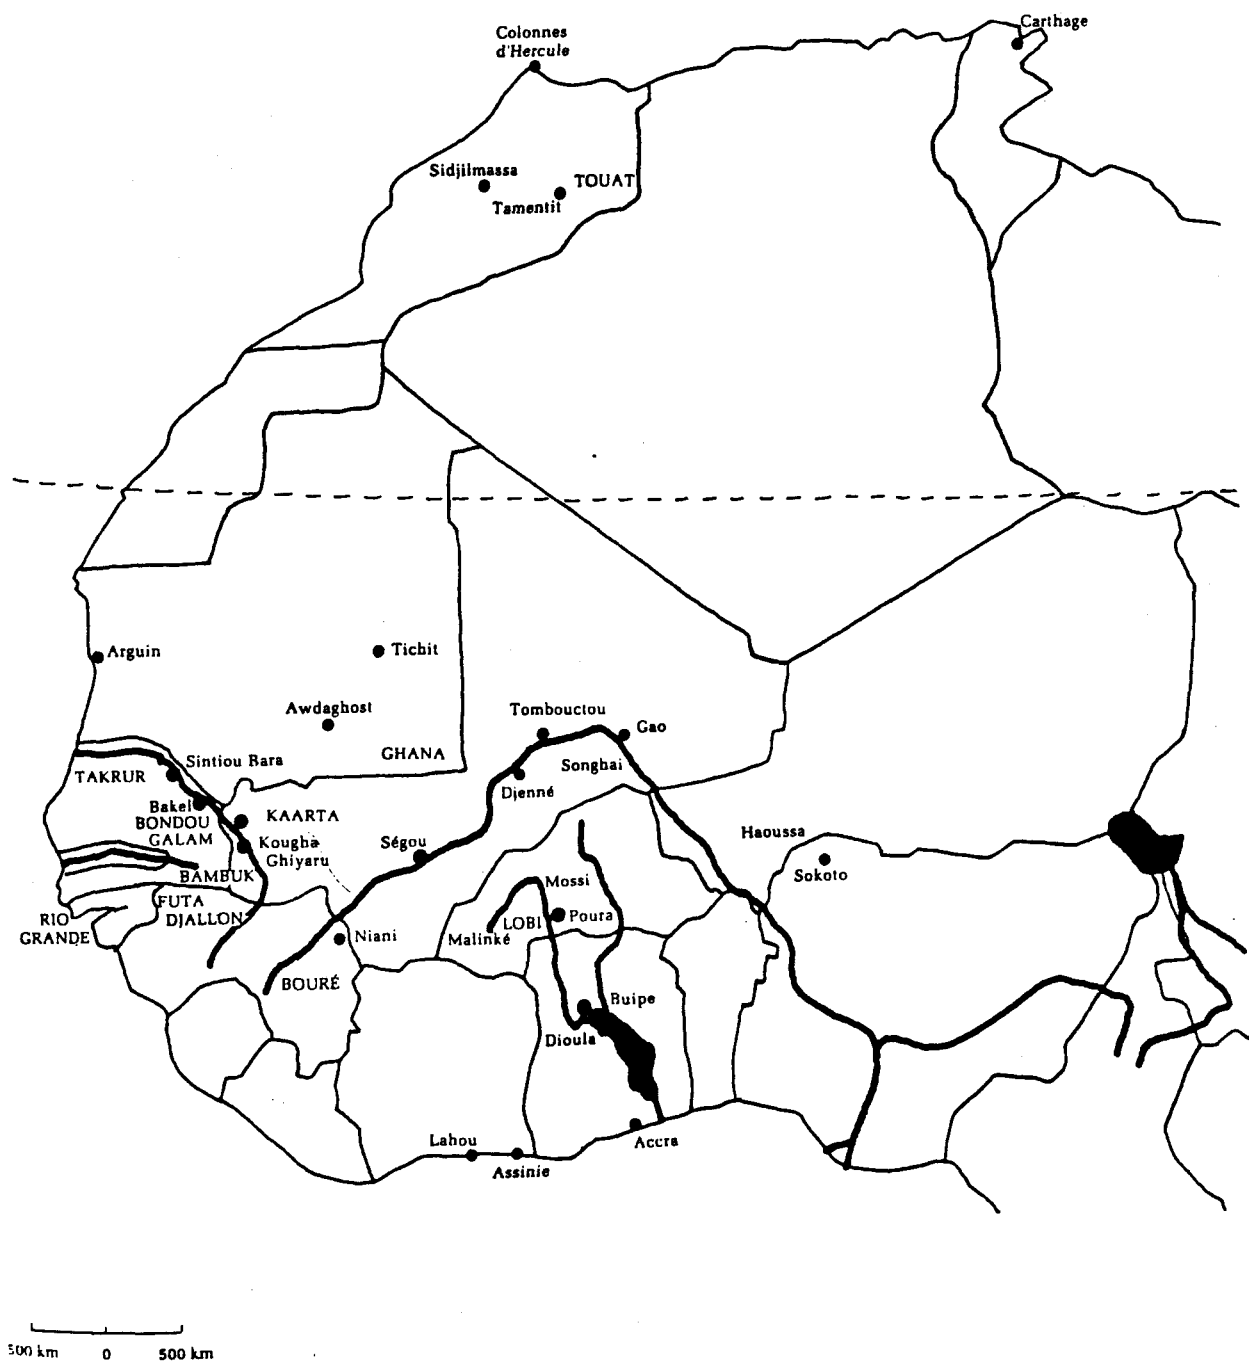 Carthage
Colonnes
d'Hercule
Sidjilmassa
TOUAT
Tamentit
Arguin
Tichit
Awdaghost
Tombouctou
Gao
GHANA
Sintiou Bara
Songhai
TAKRUR
Djenné
Bakel
KAARTA
BONDOU
Haoussa
GALAM
Kougha
Ségou
Ghiyaru
Sokoto
BAMBUK
Mossi
FUTA
RIO
DJALLON
LOBI
Poura
GRANDE
Niani
Malinké
BOURÉ
Buipe
Dioula
Lahou
Accra
Assinie
500 km
0
500 km